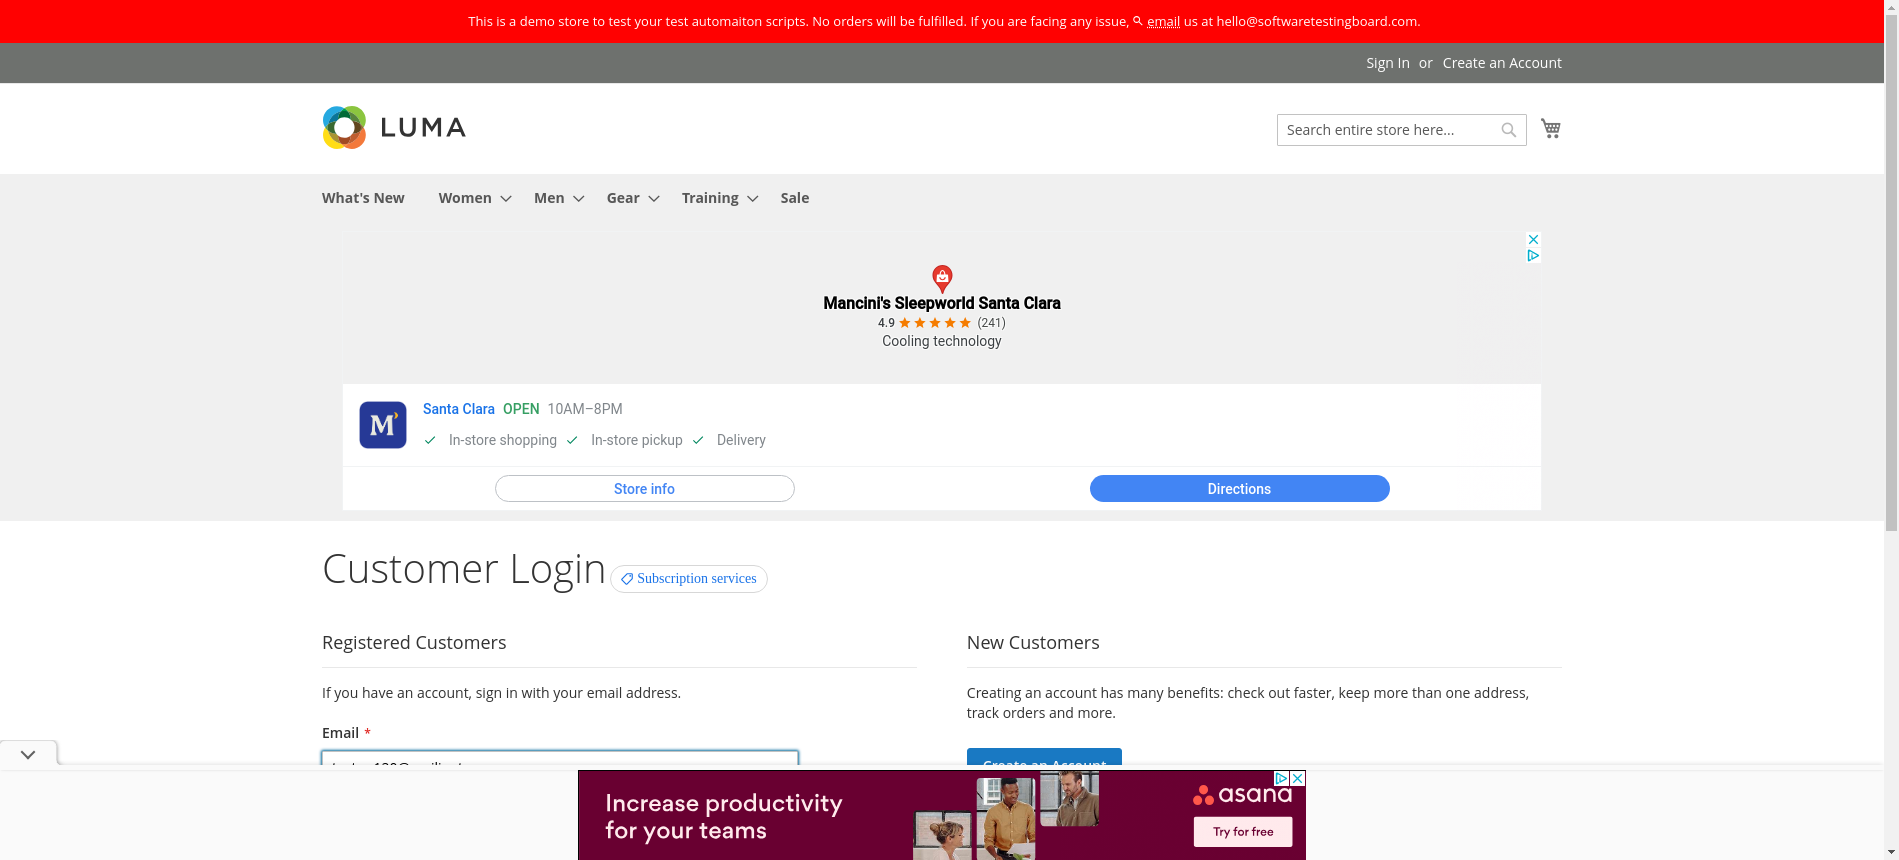 This is a demo store to test your test automaiton scripts. No orders will be fulfilled. If you are facing any issue, email us at hello@softwaretestingboard.com.
Sign In or Create an Account
LUMA
Search entire store here...
What's New Women Men Gear Training Sale
Mancini's Sleepworld Santa Clara
4.9 (241)
Cooling technology
M
Santa Clara OPEN 10AM–8PM
In-store shopping In-store pickup Delivery
Store info Directions
Customer Login
Subscription services
Registered Customers
If you have an account, sign in with your email address.
Email *
New Customers
Creating an account has many benefits: check out faster, keep more than one address,
track orders and more.
Create an Account
Increase productivity
for your teams
asana
Try for free